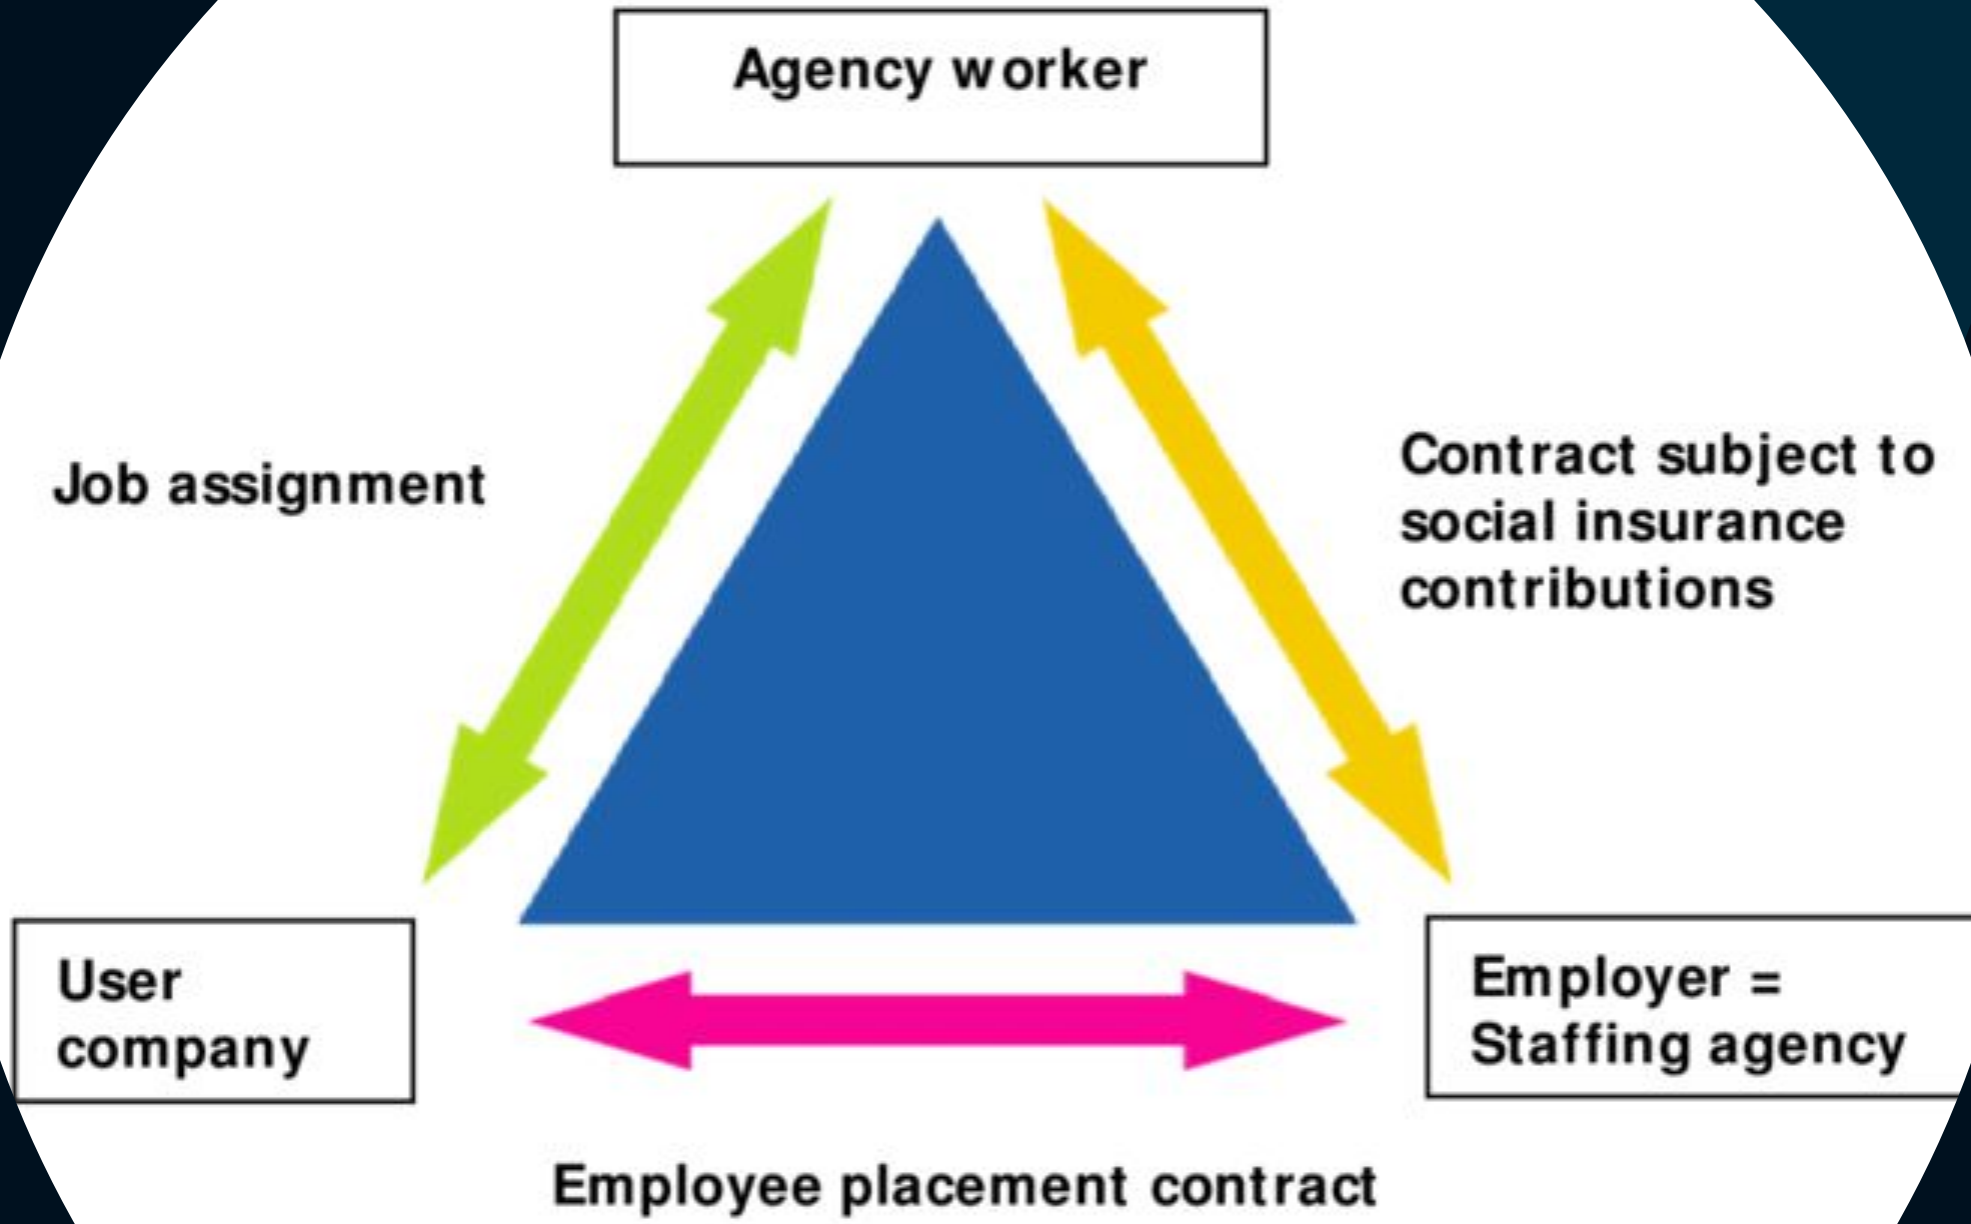 Agency worker
Job assignment
Contract subject to
social insurance
contributions
User
company
Employer =
Staffing agency
Employee placement contract